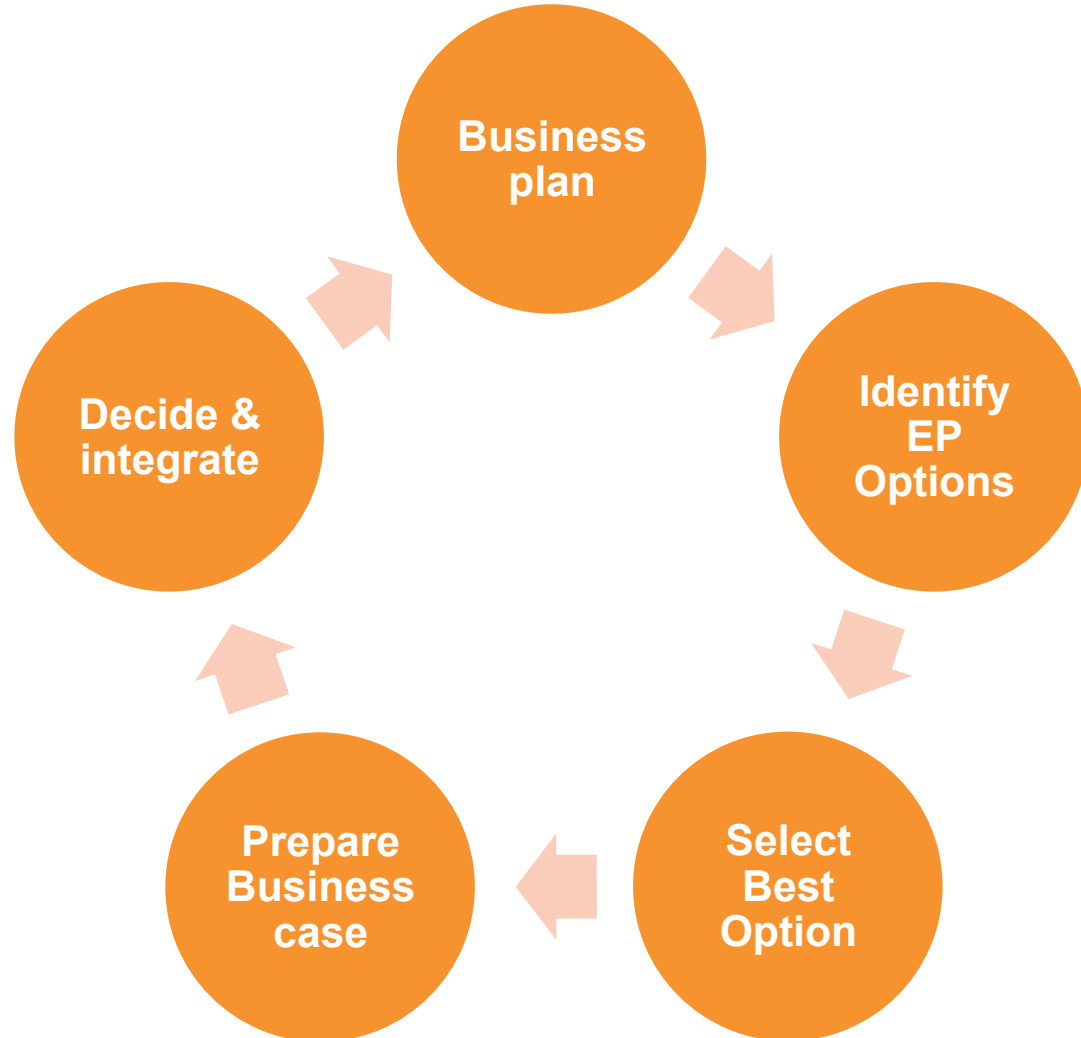 Business
plan
Identify
EP
Options
Select
Best
Option
Prepare
Business
case
Decide &
integrate